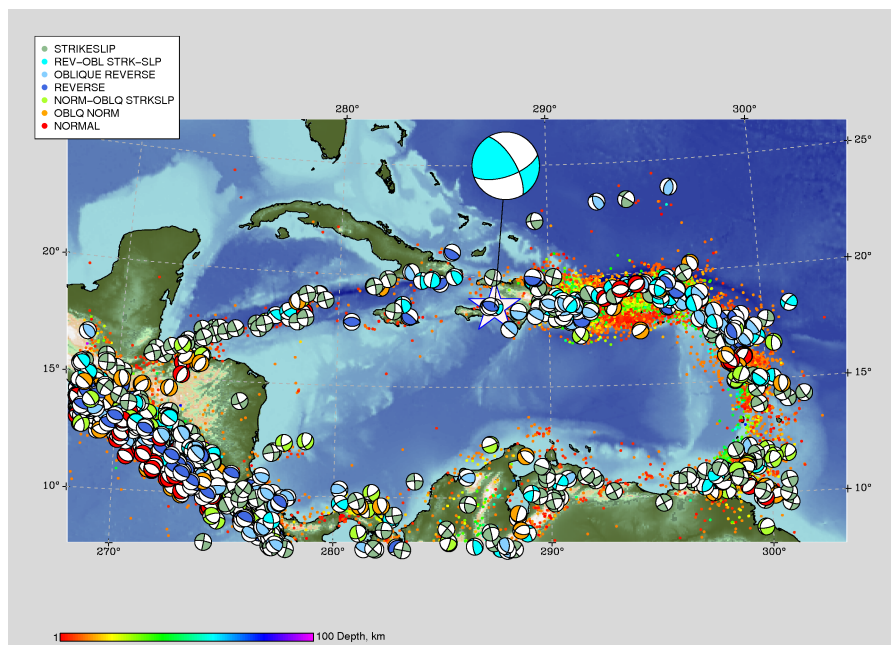 STRIKESLIP
REV-OBL STRK-SLP
OBLIQUE REVERSE
REVERSE
NORM-OBLQ STRKSLP
OBLQ NORM
NORMAL
280° 290° 300°
25°
20° 20°
15° 15°
10° 10°
270° 280° 290° 300°
1 100 Depth, km